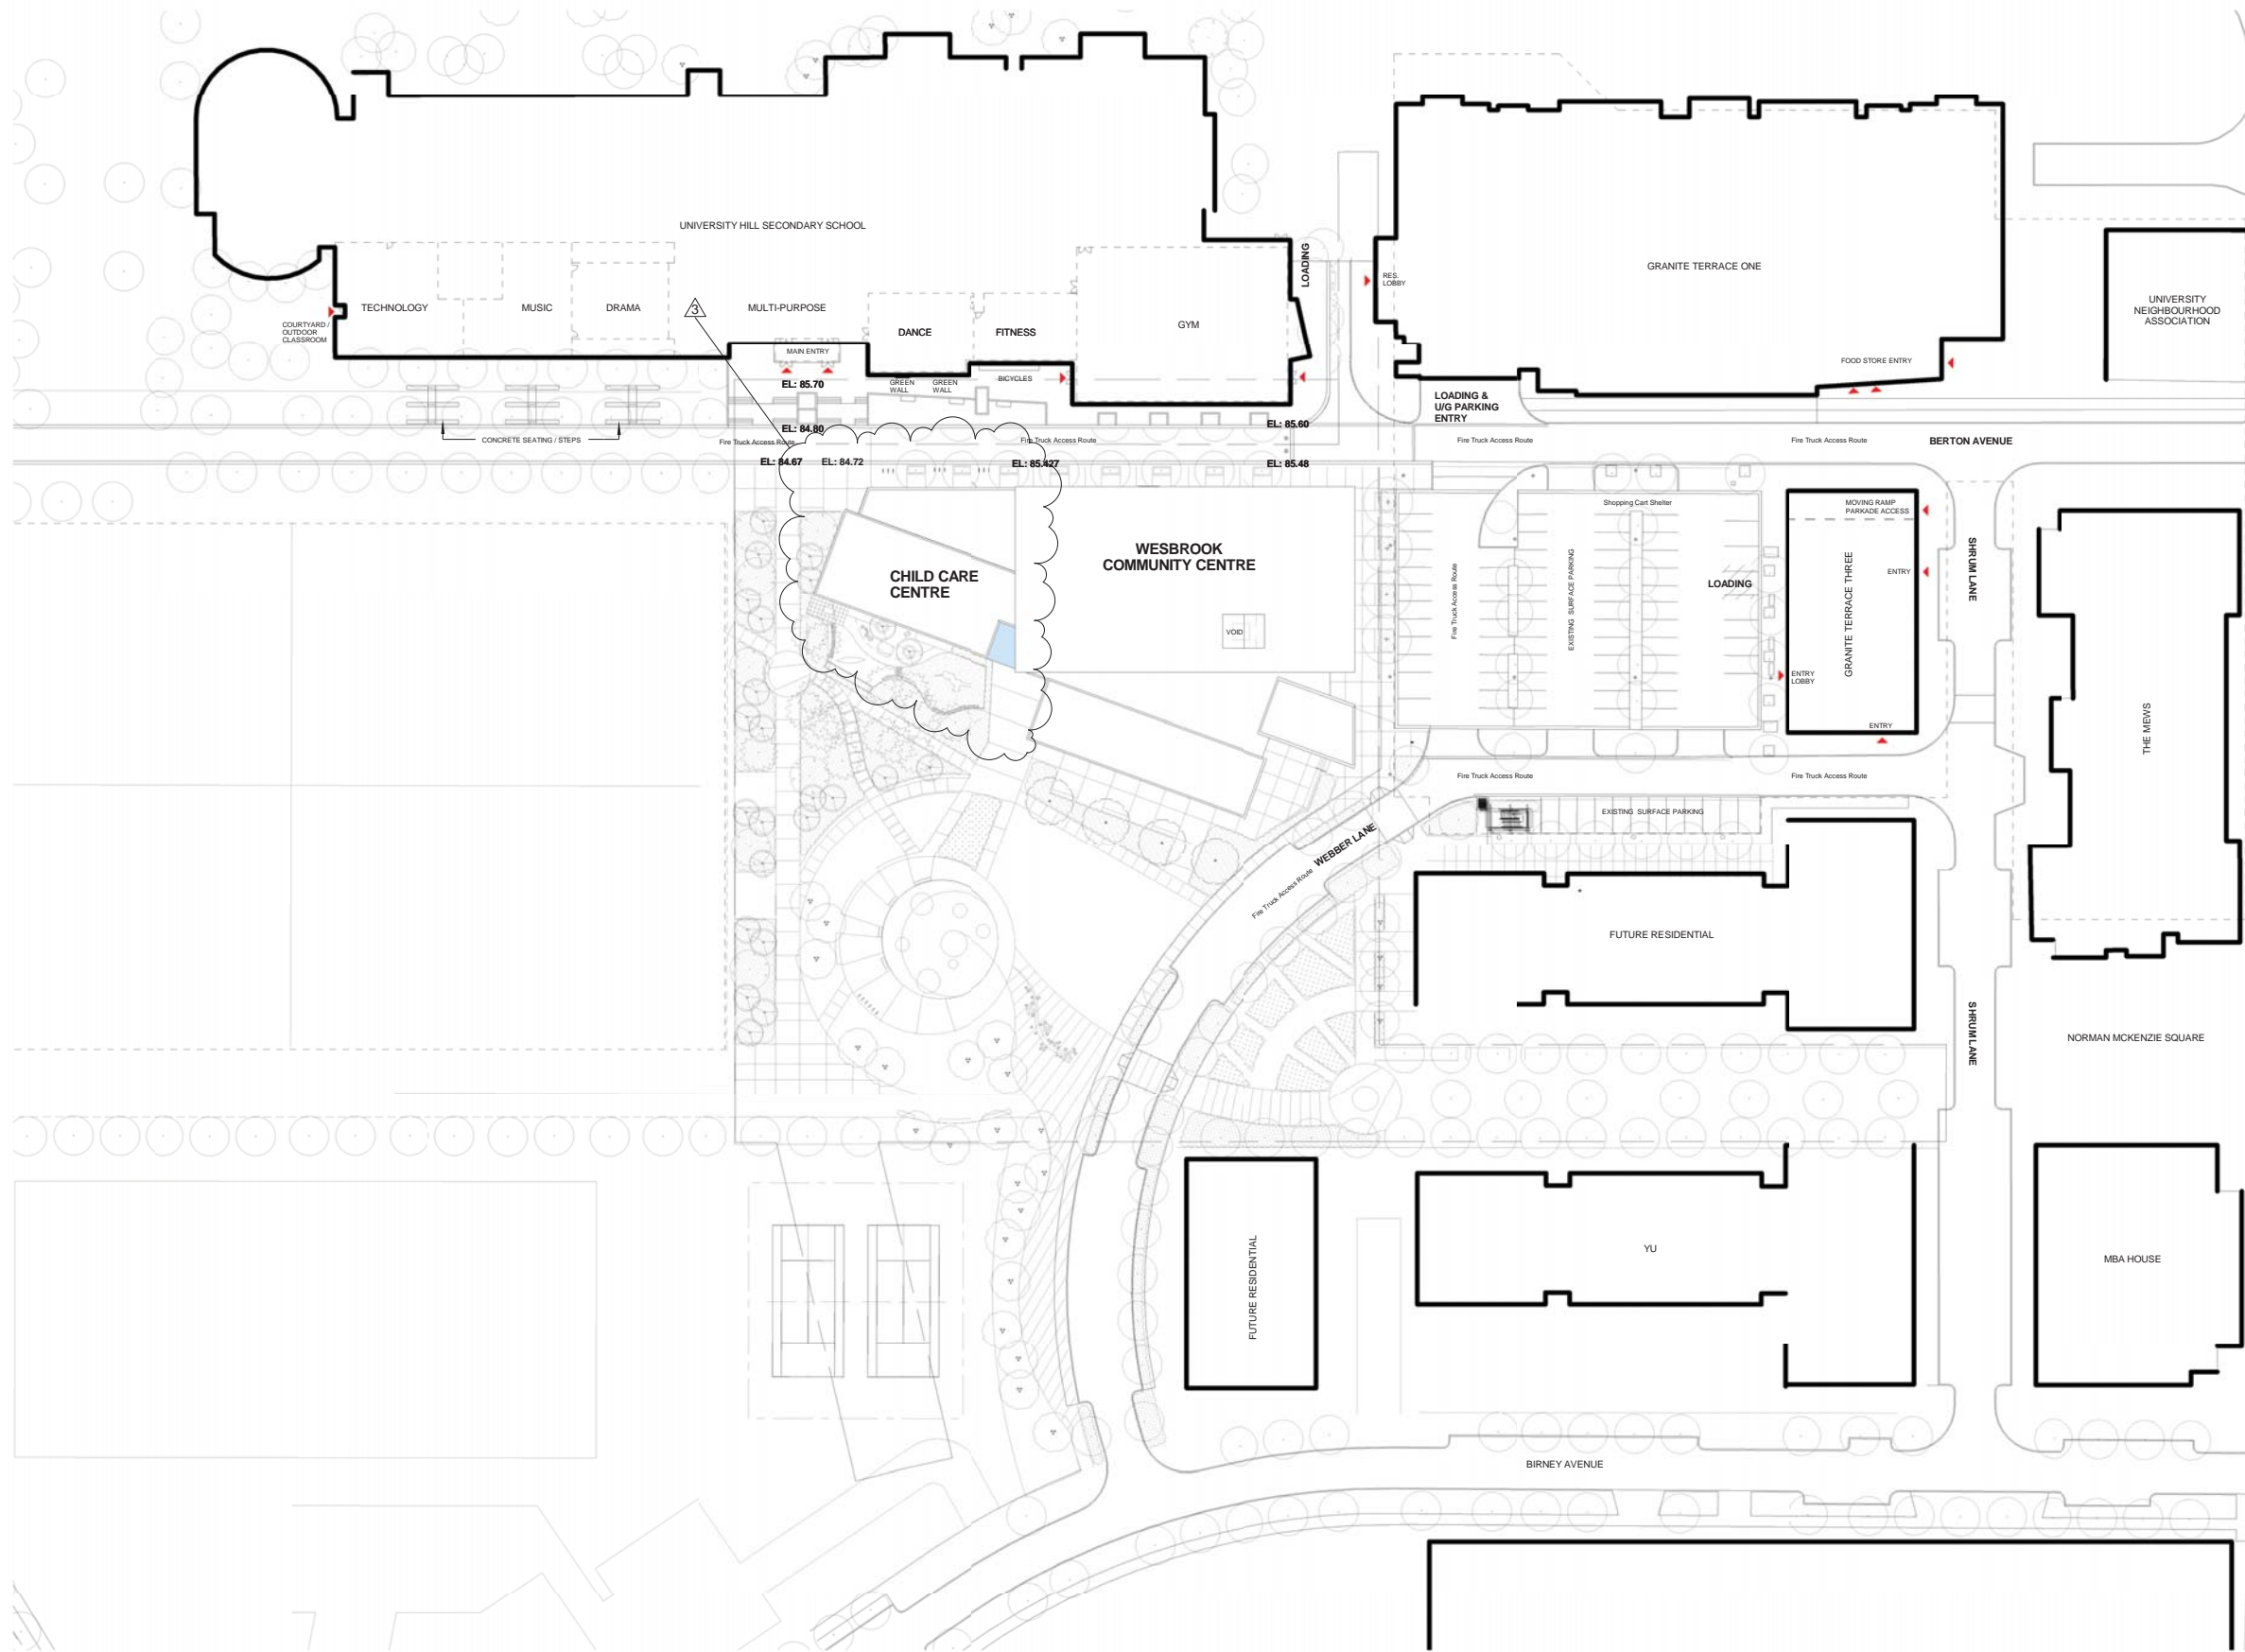 UNIVERSITY HILL SECONDARY SCHOOL
TECHNOLOGY
MUSIC
DRAMA
3
MULTI-PURPOSE
DANCE
FITNESS
GYM
LOADING
COURTYARD /
OUTDOOR
CLASSROOM
MAIN ENTRY
EL: 85.70
GREEN
WALL
GREEN
WALL
BICYCLES
CONCRETE SEATING / STEPS
EL: 84.80
Fire Truck Access Route
Fire Truck Access Route
EL: 85.60
EL: 84.67
EL: 84.72
EL: 85.427
EL: 85.48
RES.
LOBBY
GRANITE TERRACE ONE
FOOD STORE ENTRY
UNIVERSITY
NEIGHBOURHOOD
ASSOCIATION
LOADING &
U/G PARKING
ENTRY
Fire Truck Access Route
Fire Truck Access Route
BERTON AVENUE
CHILD CARE
CENTRE
WESBROOK
COMMUNITY CENTRE
VOID
Fire Truck Access Route
EXISTING SURFACE PARKING
Shopping Cart Shelter
LOADING
MOVING RAMP
PARKADE ACCESS
GRANITE TERRACE THREE
ENTRY
ENTRY
LOBBY
ENTRY
SHRUM LANE
THE MEWS
Fire Truck Access Route
Fire Truck Access Route
EXISTING SURFACE PARKING
WEBBER LANE
Fire Truck Access Route
FUTURE RESIDENTIAL
SHRUM LANE
NORMAN MCKENZIE SQUARE
FUTURE RESIDENTIAL
YU
MBA HOUSE
BIRNEY AVENUE